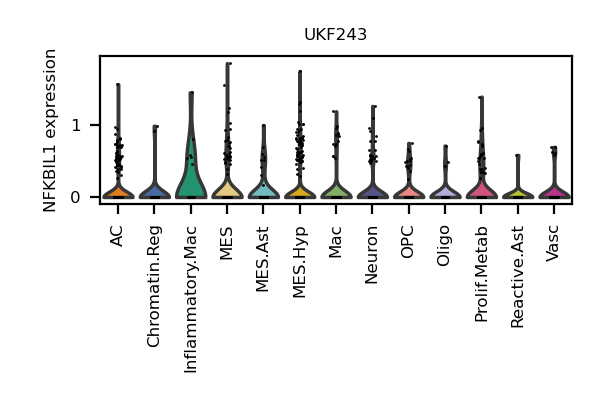 UKF243
NFKBIL1 expression
1
0
AC
Chromatin.Reg
Inflammatory.Mac
MES
MES.Ast
MES.Hyp
Mac
Neuron
OPC
Oligo
Prolif.Metab
Reactive.Ast
Vasc